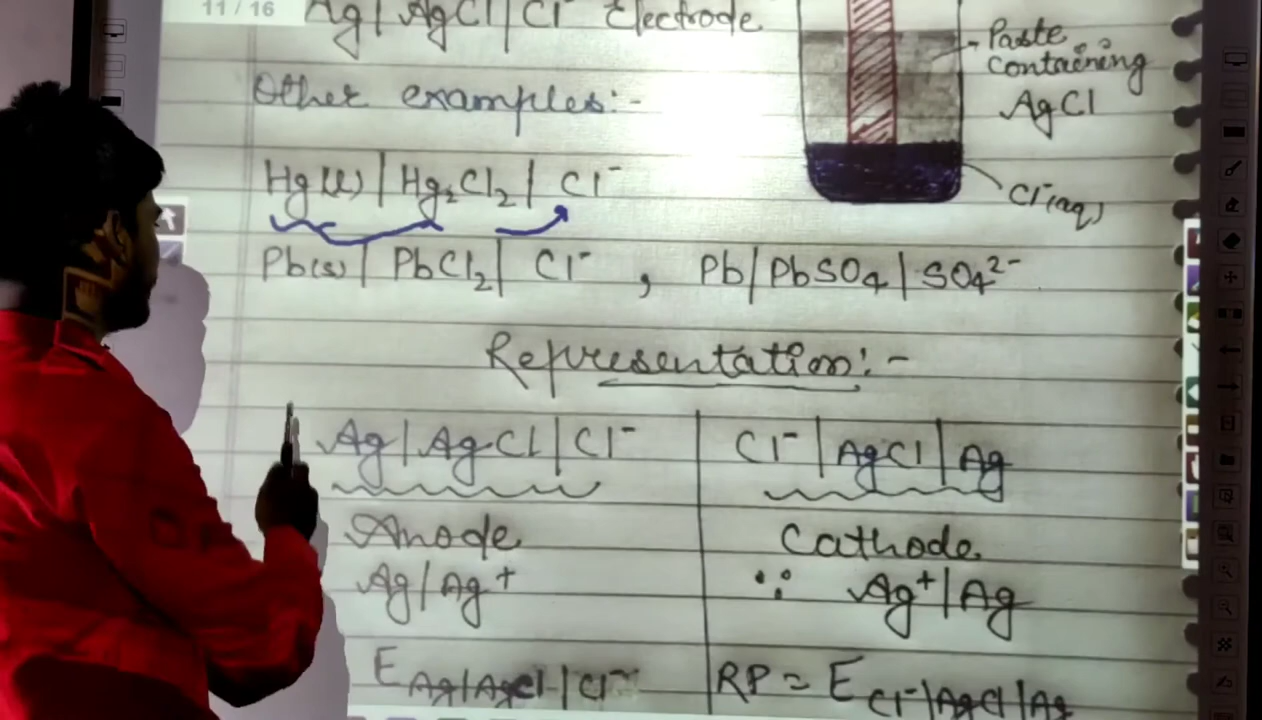 11 / 16
Ag | AgCl | Cl⁻ Electrode
Paste
containing
AgCl
Cl⁻(aq)
Other examples:-
Hg(l) | Hg₂Cl₂ | Cl⁻
Pb(s) | PbCl₂ | Cl⁻ , Pb | PbSO₄ | SO₄²⁻
Representation:-
Ag | AgCl | Cl⁻
Anode
Ag | Ag⁺
E Ag|AgCl|Cl⁻
Cl⁻ | AgCl | Ag
Cathode
∵ Ag⁺ | Ag
RP = E Cl⁻|AgCl|Ag